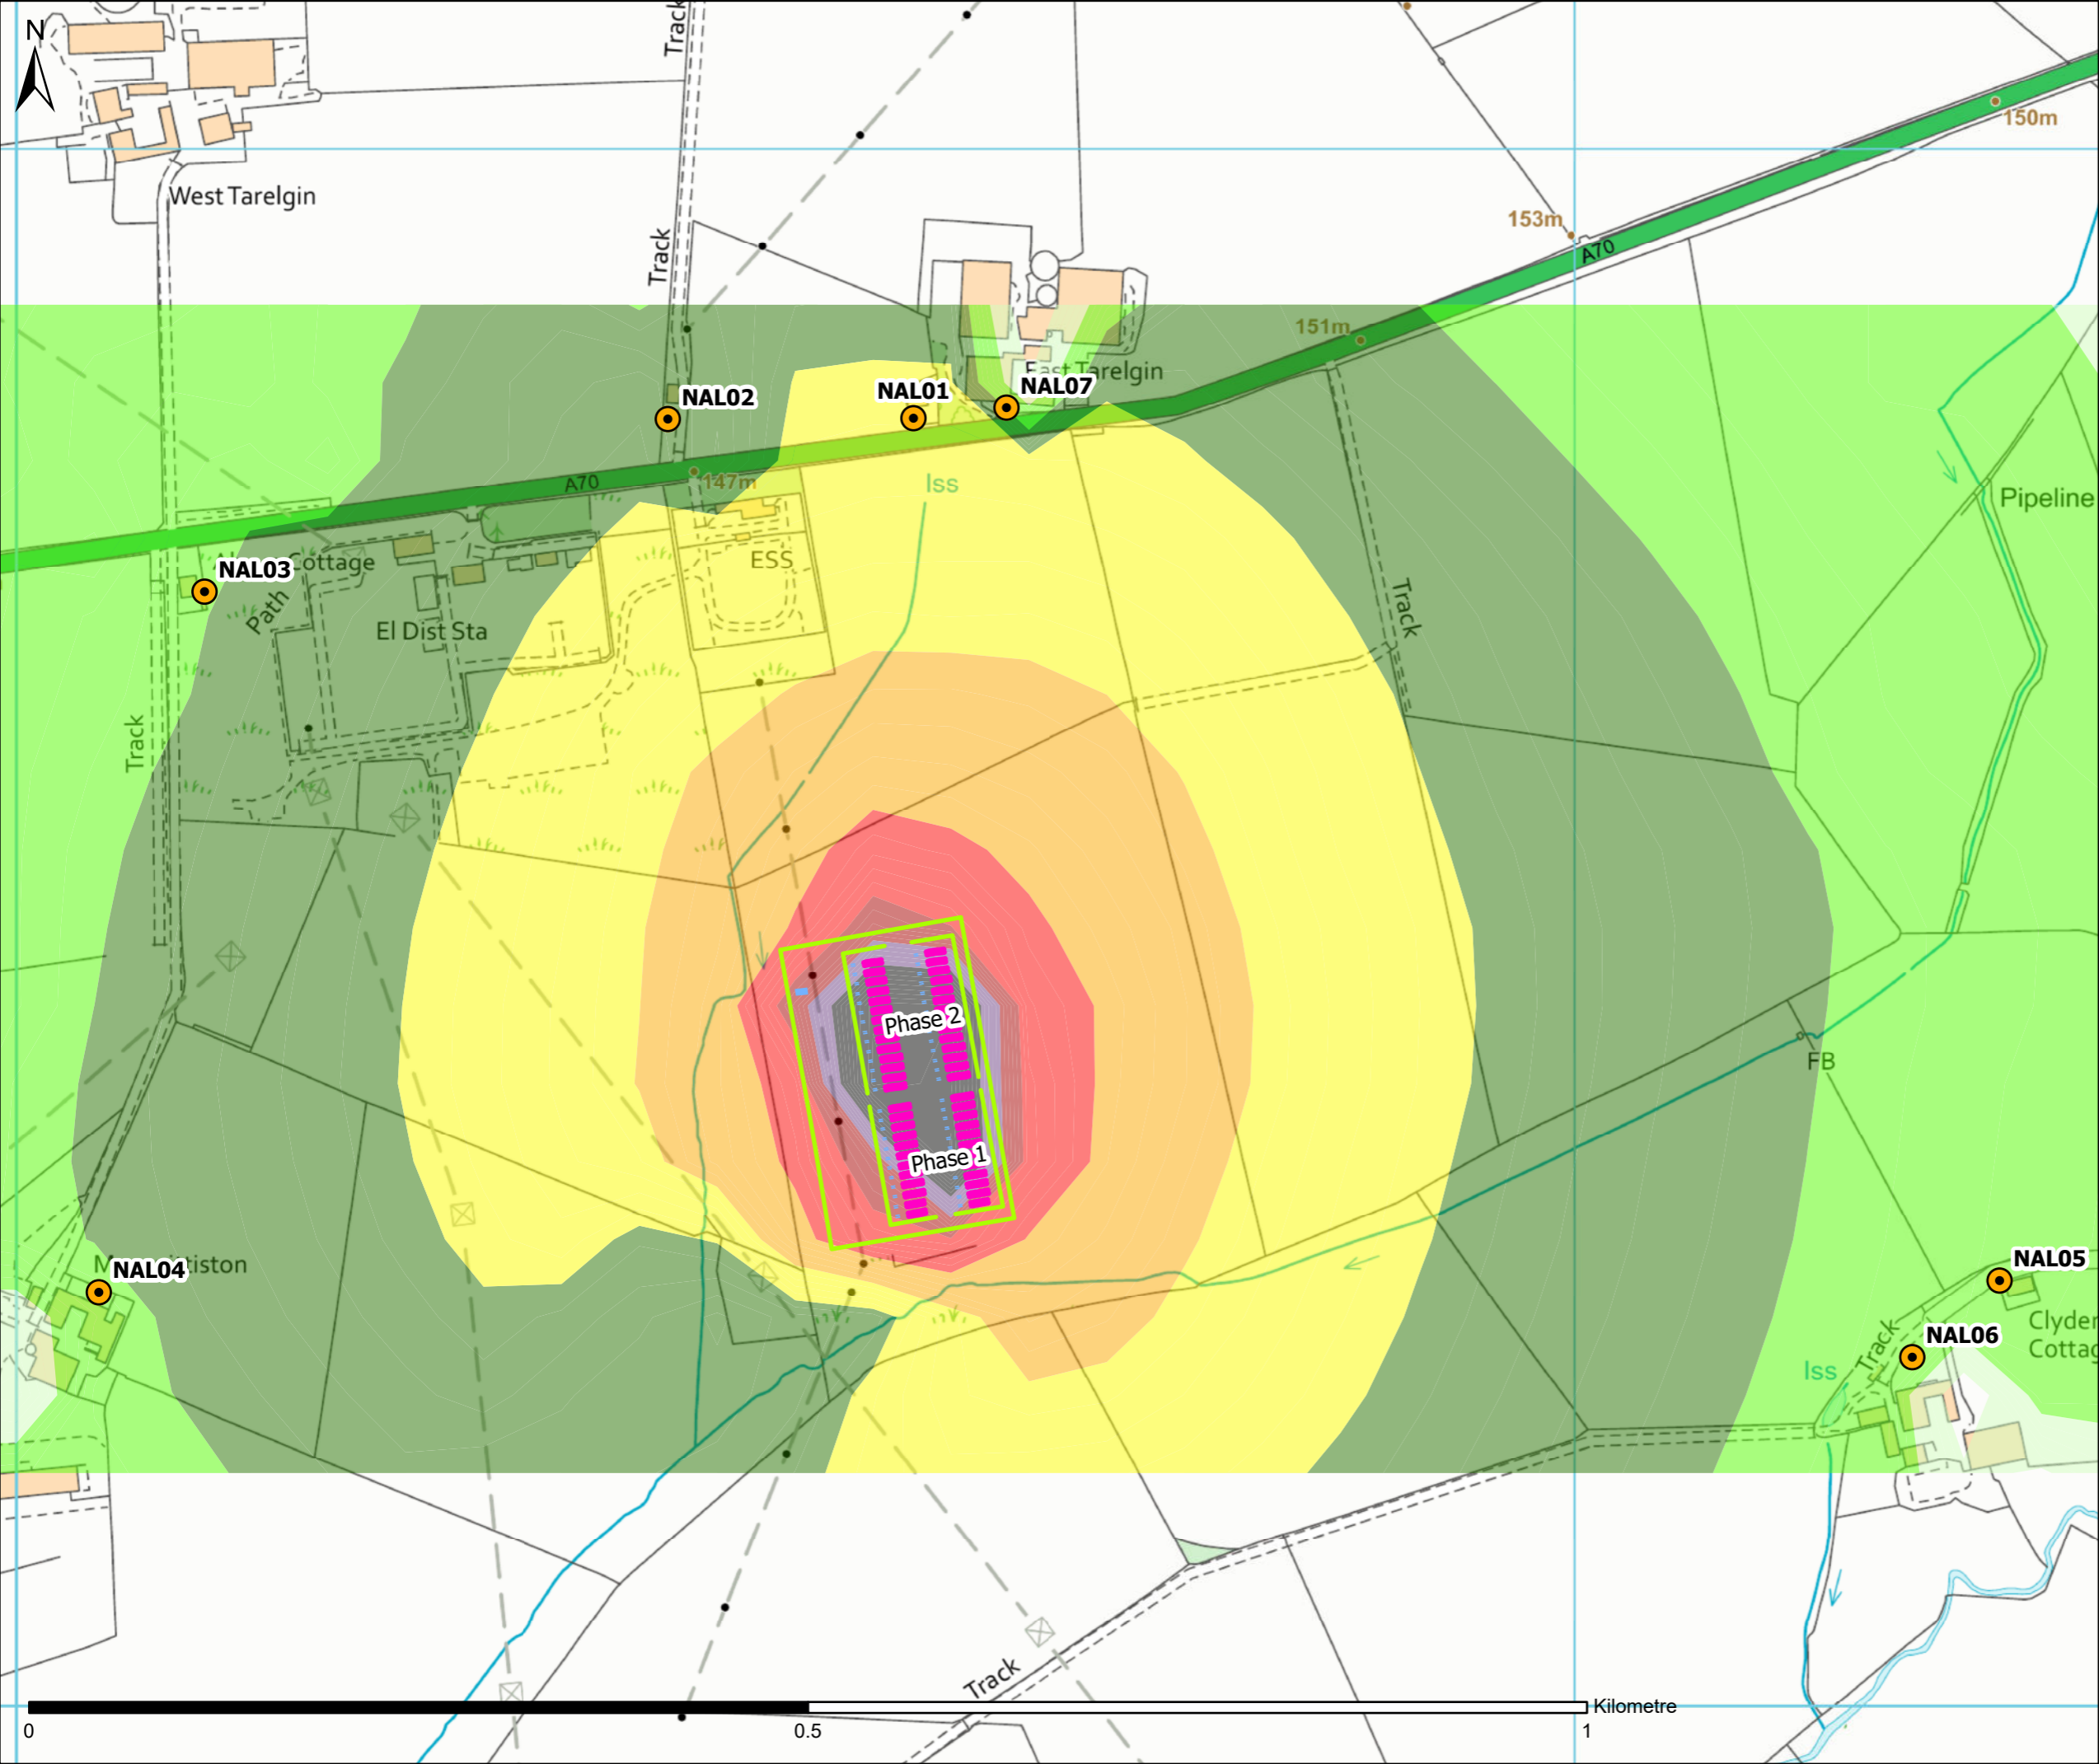 N
Track
150m
West Tarelgin
153m
A70
Track
151m
East Tarelgin
NAL07
NAL01
NAL02
147m
A70
Iss
Pipeline
ESS
Cottage
NAL03
Path
El Dist Sta
Track
Track
Phase 2
FB
Phase 1
NAL04
NAL05
Iss
Track
NAL06
Track
Kilometre
0
0.5
1